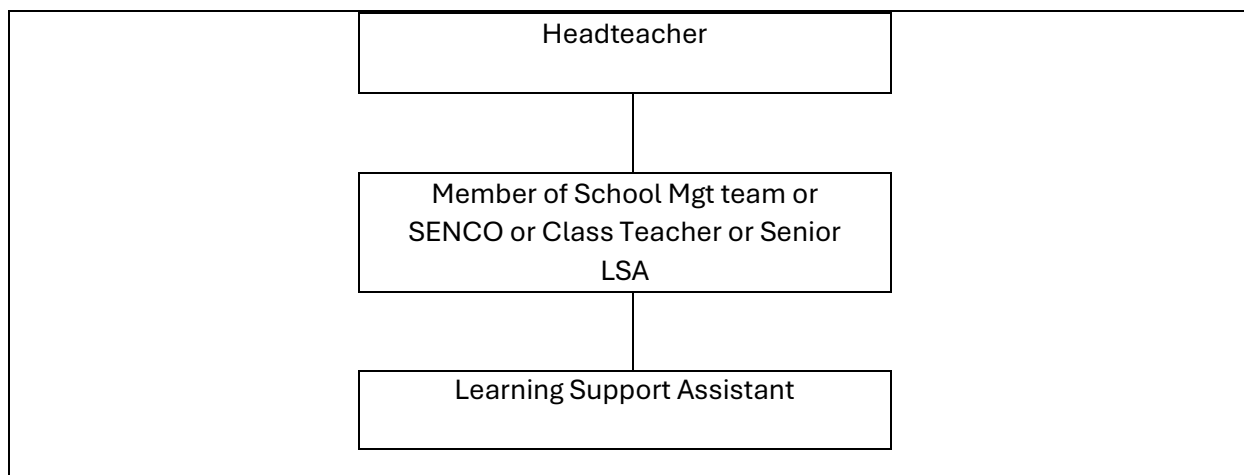 Headteacher
Member of School Mgt team or
SENCO or Class Teacher or Senior
LSA
Learning Support Assistant